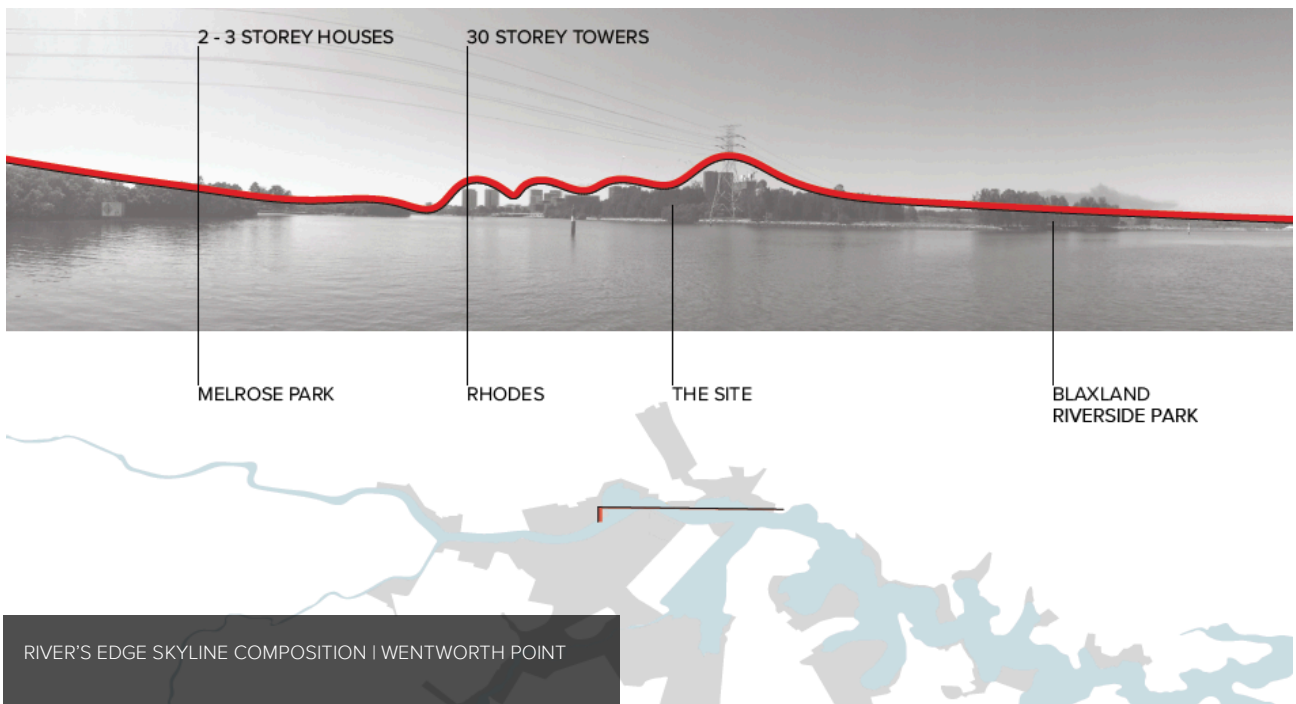 2 - 3 STOREY HOUSES
30 STOREY TOWERS
MELROSE PARK
RHODES
THE SITE
BLAXLAND
RIVERSIDE PARK
RIVER'S EDGE SKYLINE COMPOSITION | WENTWORTH POINT